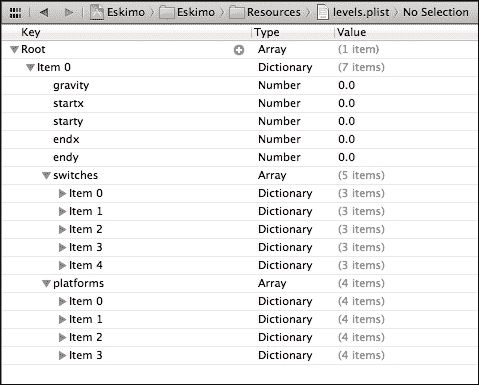 Eskimo Eskimo Resources levels.plist No Selection
Key Type Value
Root Array (1 item)
Item 0 Dictionary (7 items)
gravity Number 0.0
startx Number 0.0
starty Number 0.0
endx Number 0.0
endy Number 0.0
switches Array (5 items)
Item 0 Dictionary (3 items)
Item 1 Dictionary (3 items)
Item 2 Dictionary (3 items)
Item 3 Dictionary (3 items)
Item 4 Dictionary (3 items)
platforms Array (4 items)
Item 0 Dictionary (4 items)
Item 1 Dictionary (4 items)
Item 2 Dictionary (4 items)
Item 3 Dictionary (4 items)